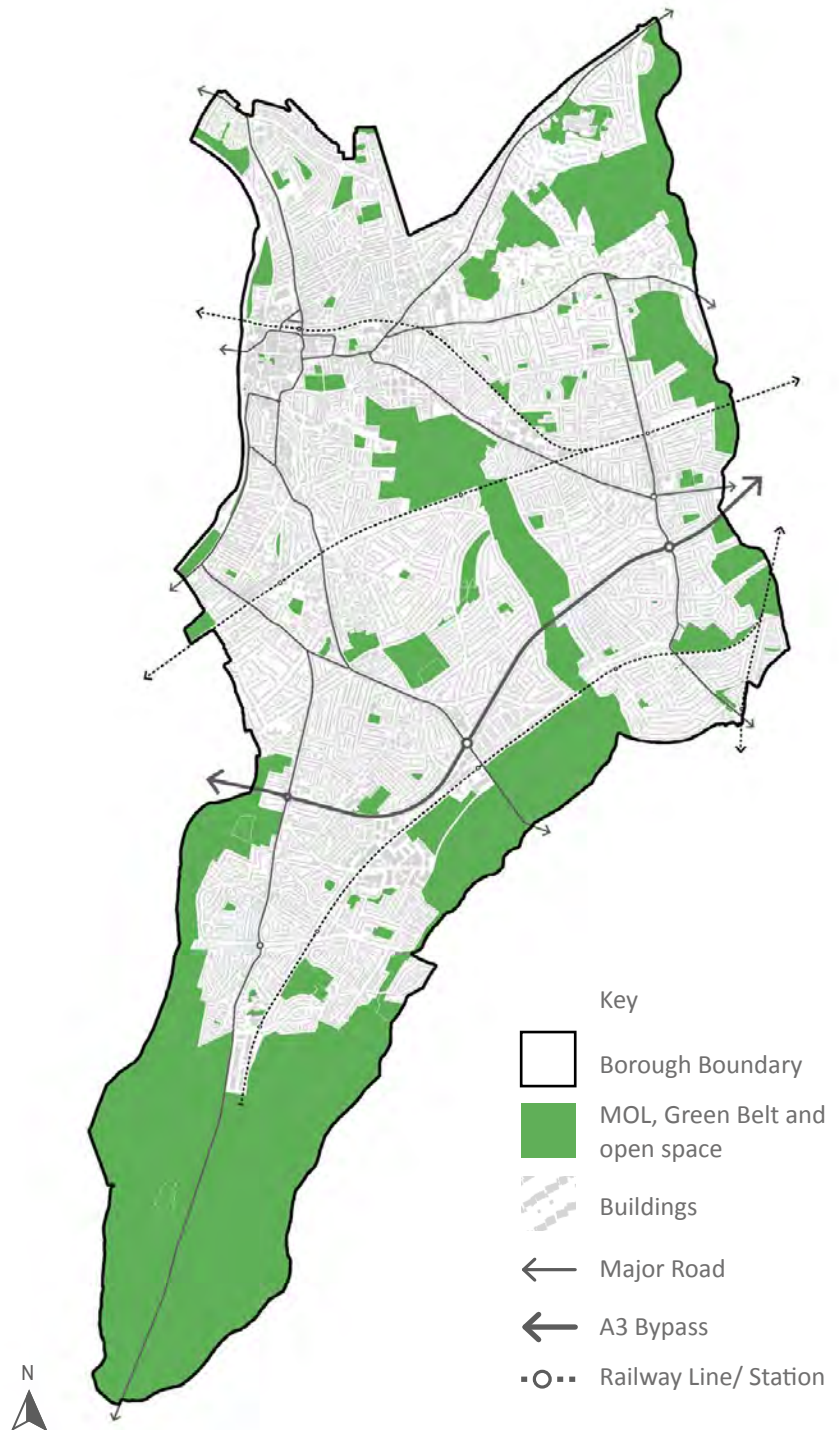 Key
Borough Boundary
MOL, Green Belt and
open space
Buildings
Major Road
A3 Bypass
Railway Line/ Station
N